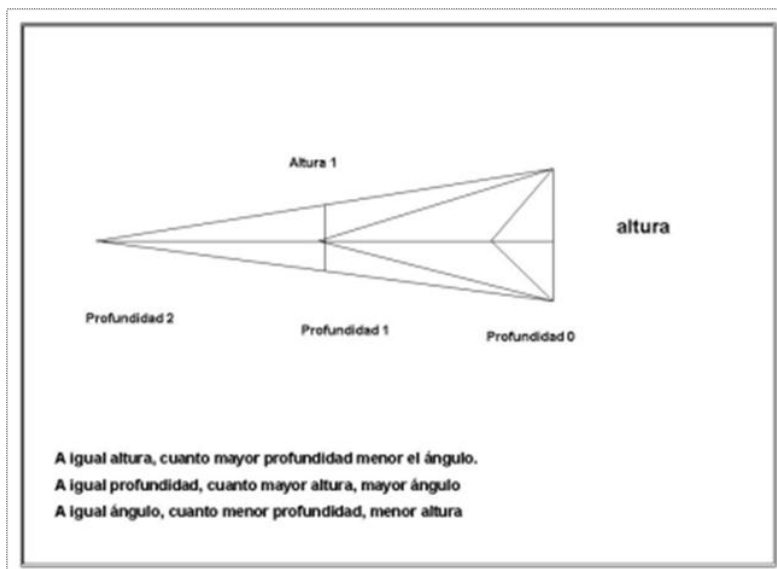 Altura 1
altura
Profundidad 2
Profundidad 1
Profundidad 0
A igual altura, cuanto mayor profundidad menor el ángulo.
A igual profundidad, cuanto mayor altura, mayor ángulo
A igual ángulo, cuanto menor profundidad, menor altura